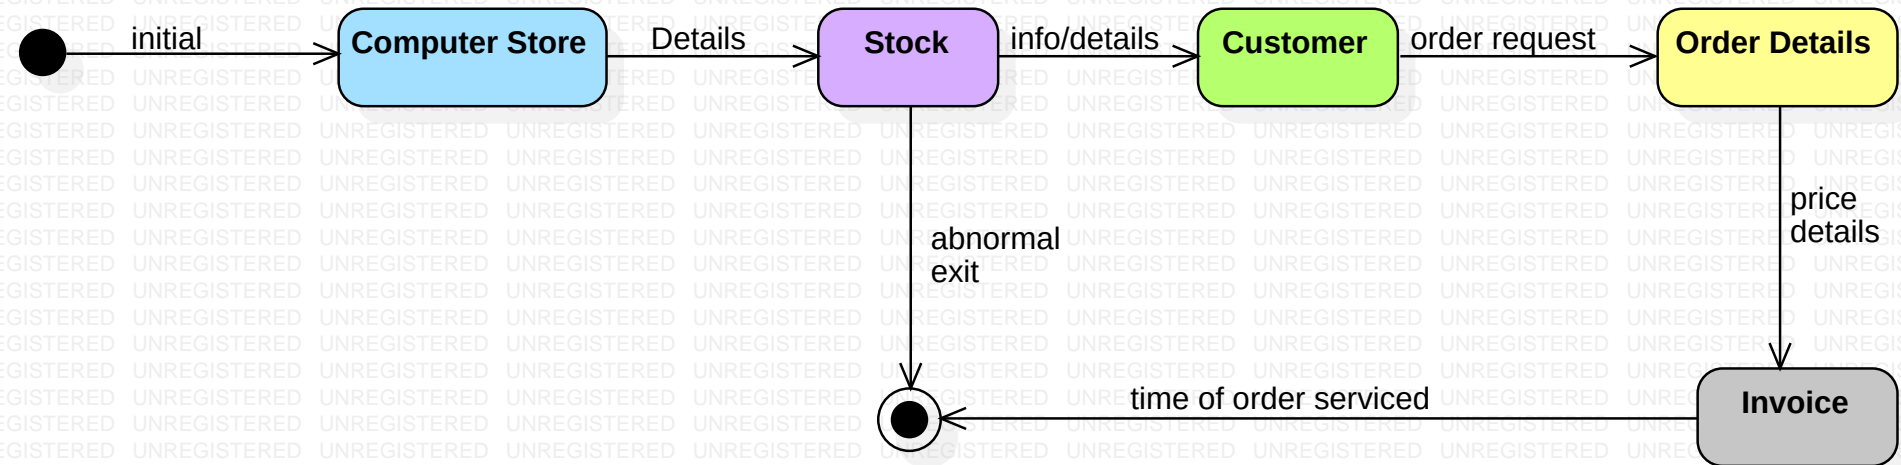 initial
Computer Store
Details
Stock
info/details
Customer
order request
Order Details
price
details
abnormal
exit
time of order serviced
Invoice
UNREGISTERED